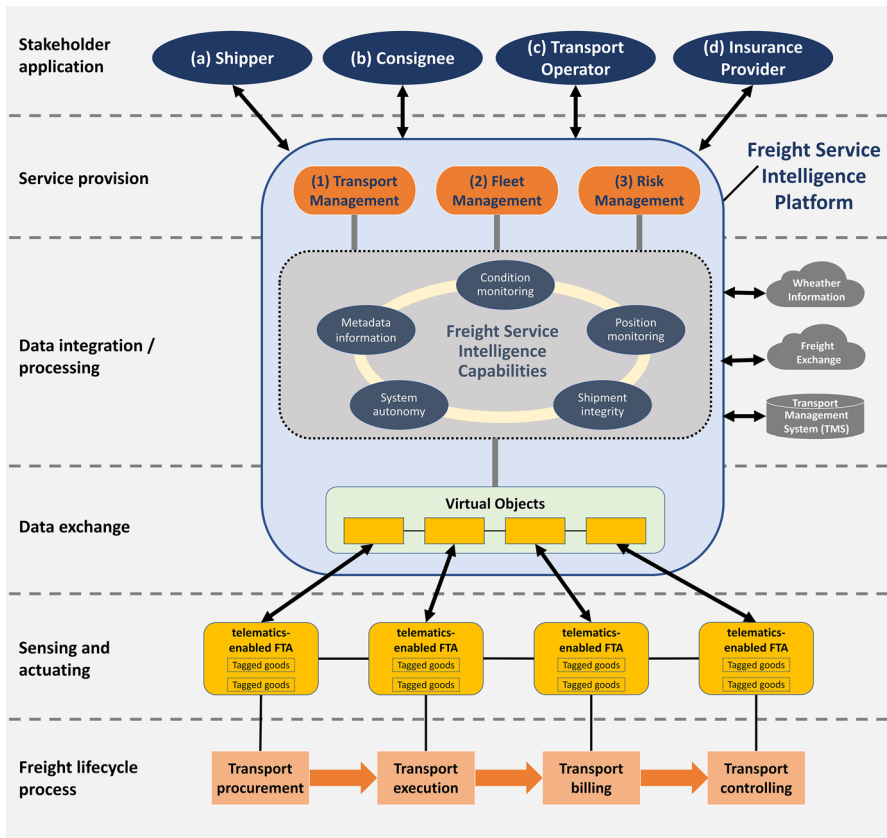 Stakeholder
application
(a) Shipper
(b) Consignee
(c) Transport
Operator
(d) Insurance
Provider
Service provision
(1) Transport
Management
(2) Fleet
Management
(3) Risk
Management
Freight Service
Intelligence
Platform
Data integration /
processing
Condition
monitoring
Metadata
information
Position
monitoring
Freight Service
Intelligence
Capabilities
System
autonomy
Shipment
integrity
Wheather
Information
Freight
Exchange
Transport
Management
System (TMS)
Data exchange
Virtual Objects
Sensing and
actuating
telematics-
enabled FTA
Tagged goods
Tagged goods
telematics-
enabled FTA
Tagged goods
Tagged goods
telematics-
enabled FTA
Tagged goods
Tagged goods
telematics-
enabled FTA
Tagged goods
Tagged goods
Freight lifecycle
process
Transport
procurement
Transport
execution
Transport
billing
Transport
controlling